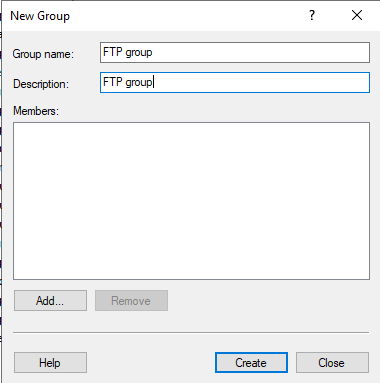 New Group
Group name: FTP group
Description: FTP group
Members:
Add... Remove
Help Create Close